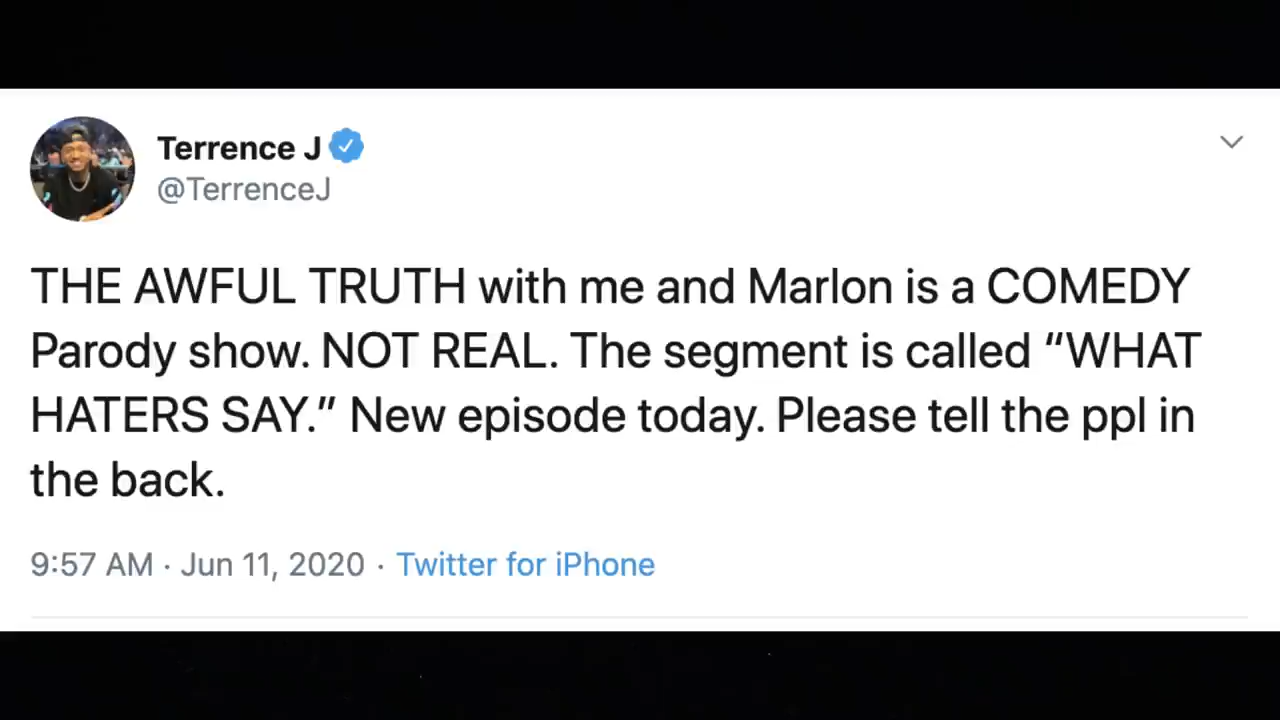 Terrence J
@TerrenceJ
THE AWFUL TRUTH with me and Marlon is a COMEDY
Parody show. NOT REAL. The segment is called “WHAT
HATERS SAY.” New episode today. Please tell the ppl in
the back.
9:57 AM · Jun 11, 2020 · Twitter for iPhone